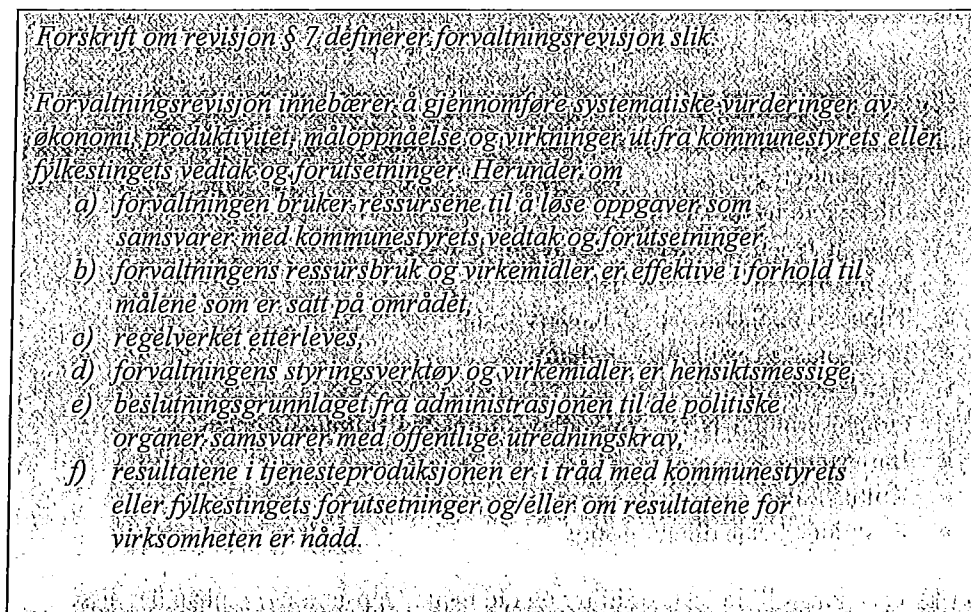 Forskrift om revisjon § 7 definerer forvaltningsrevisjon slik:
Forvaltningsrevisjon innebærer å gjennomføre systematiske vurderinger av
økonomi, produktivitet, måloppnåelse og virkninger ut fra kommunestyrets eller
fylkestingets vedtak og forutsetninger. Herunder om
a) forvaltningen bruker ressursene til å løse oppgaver som
samsvarer med kommunestyrets vedtak og forutsetninger,
b) forvaltningens ressursbruk og virkemidler er effektive i forhold til
målene som er satt på området,
c) regelverket etterleves,
d) forvaltningens styringsverktøy og virkemidler er hensiktsmessige,
e) beslutningsgrunnlaget fra administrasjonen til de politiske
organer samsvarer med offentlige utredningskrav,
f) resultatene i tjenesteproduksjonen er i tråd med kommunestyrets
eller fylkestingets forutsetninger og/eller om resultatene for
virksomheten er nådd.